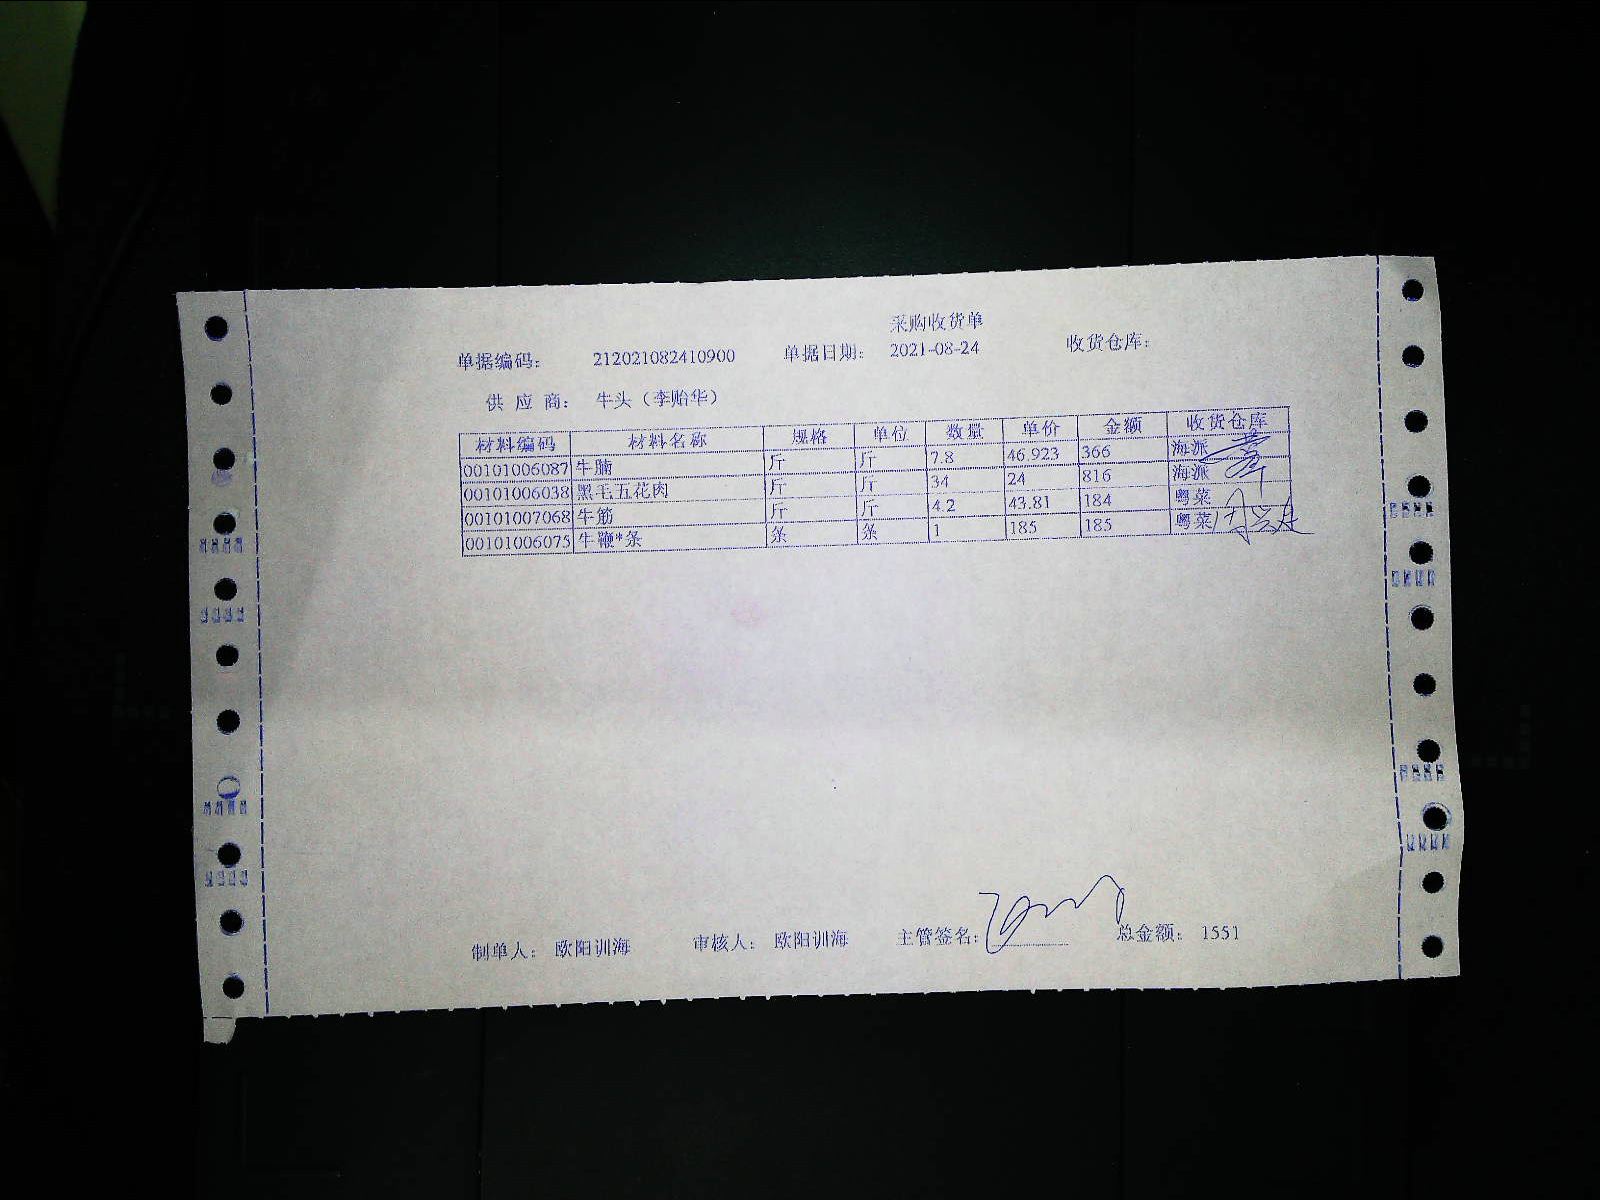 采购收货单
单据编码： 212021082410900 单据日期： 2021-08-24 收货仓库：
供 应 商： 牛头（李贻华）
材料编码 材料名称 规格 单位 数量 单价 金额 收货仓库
00101006087 牛腩 斤 斤 7.8 46.923 366 海派
00101006038 黑毛五花肉 斤 斤 34 24 816 海派
00101007068 牛筋 斤 斤 4.2 43.81 184 粤菜
00101006075 牛鞭*条 条 条 1 185 185 粤菜
制单人： 欧阳训海 审核人： 欧阳训海 主管签名： 总金额： 1551